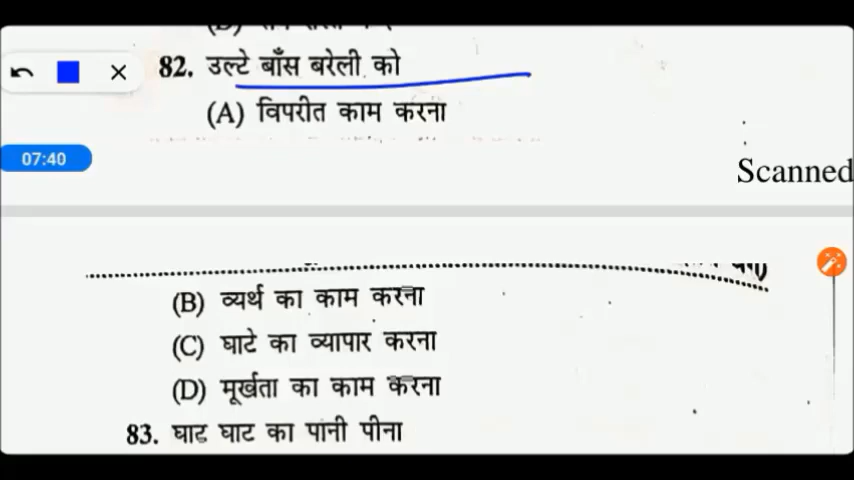 82. उल्टे बाँस बरेली को
(A) विपरीत काम करना
07:40
Scanned
(B) व्यर्थ का काम करना
(C) घाटे का व्यापार करना
(D) मूर्खता का काम करना
83. घाट घाट का पानी पीना